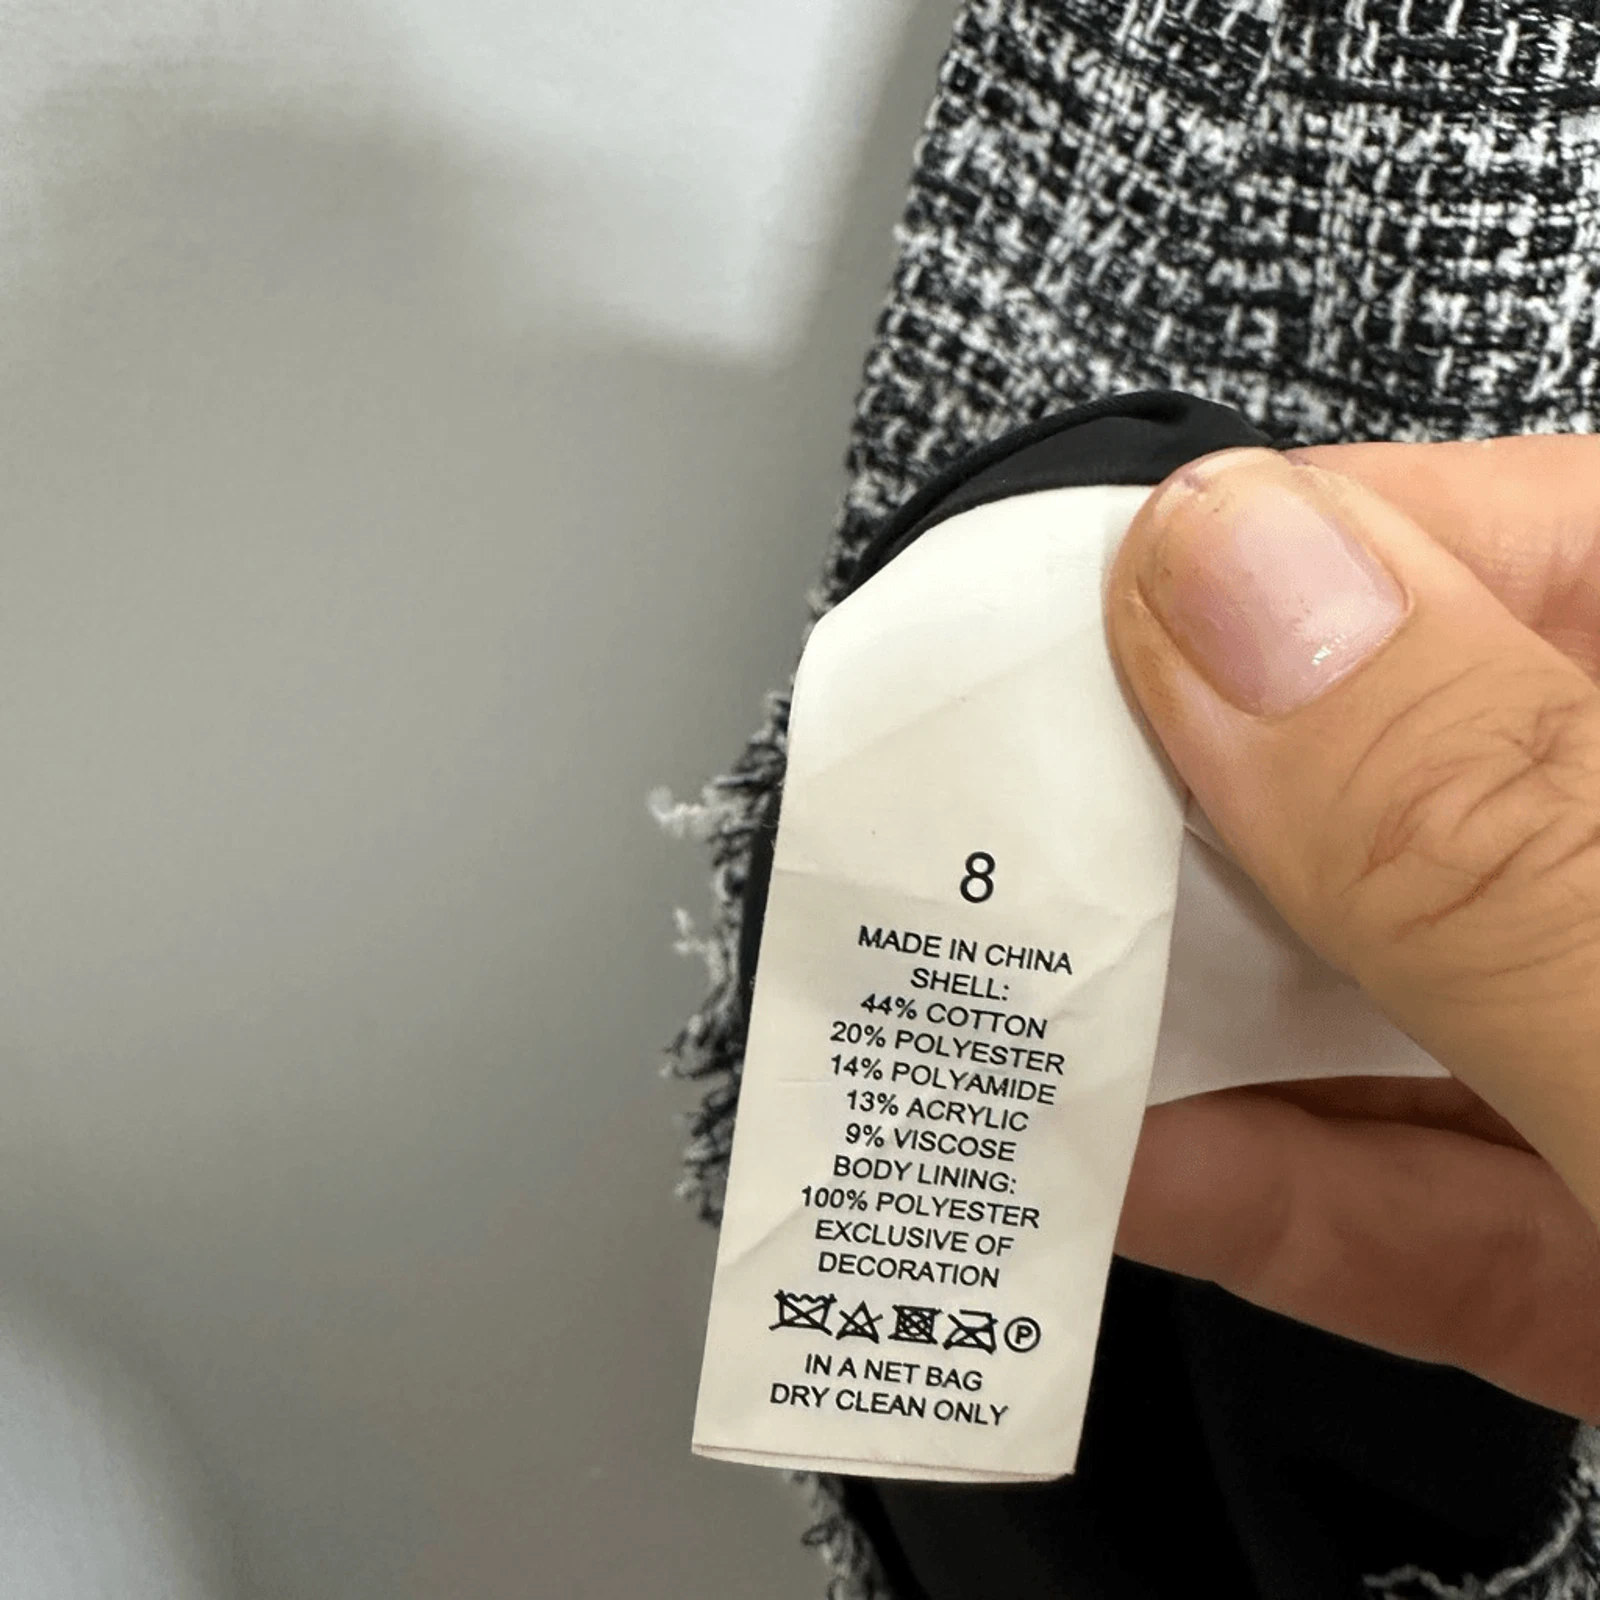 8
MADE IN CHINA
SHELL:
44% COTTON
20% POLYESTER
14% POLYAMIDE
13% ACRYLIC
9% VISCOSE
BODY LINING:
100% POLYESTER
EXCLUSIVE OF
DECORATION
P
IN A NET BAG
DRY CLEAN ONLY